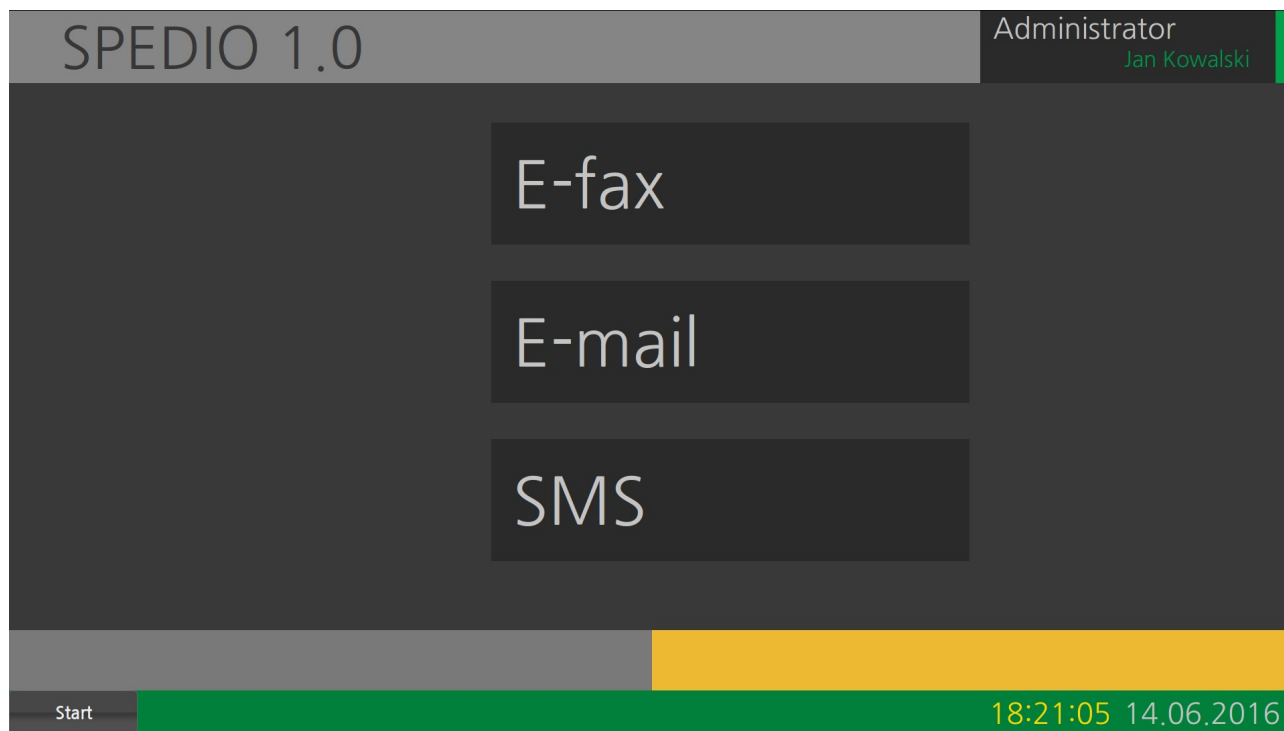 SPEDIO 1.0
Administrator
Jan Kowalski
E-fax
E-mail
SMS
Start
18:21:05 14.06.2016